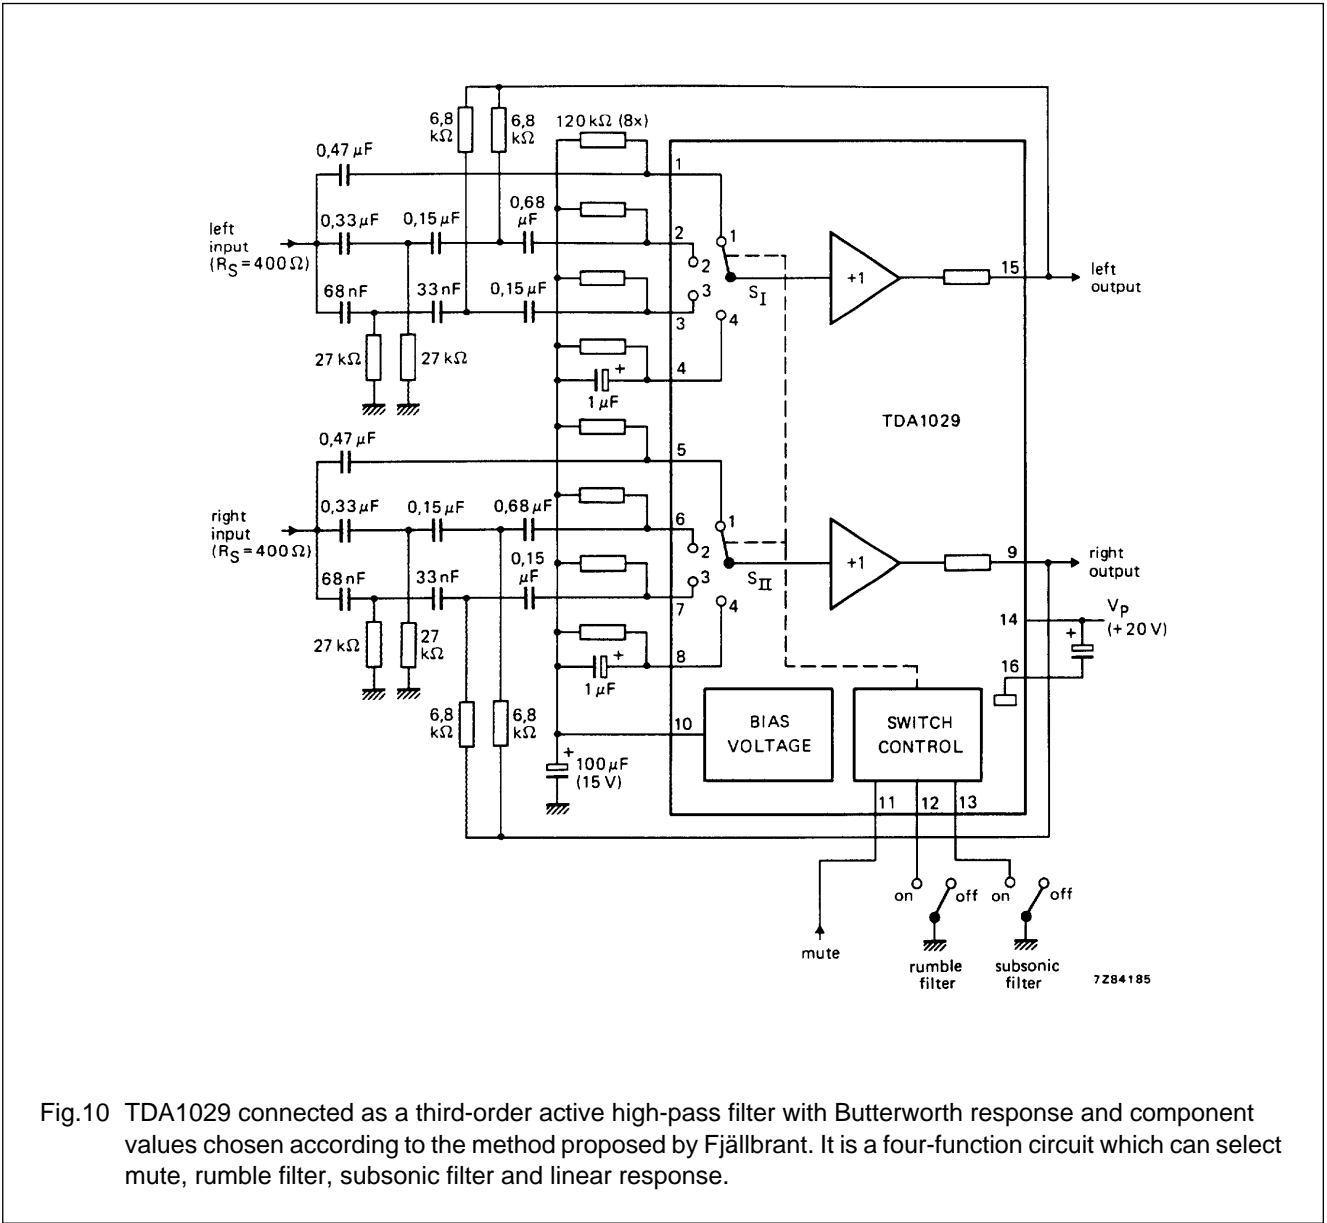 6,8 kΩ
6,8 kΩ
120 kΩ (8x)
0,47 μF
1
left input (RS = 400 Ω)
0,33 μF
0,15 μF
0,68 μF
2
1
2
68 nF
33 nF
0,15 μF
3
3
SI
4
+1
15
left output
27 kΩ
27 kΩ
4
+
1 μF
TDA1029
0,47 μF
5
right input (RS = 400 Ω)
0,33 μF
0,15 μF
0,68 μF
6
1
2
68 nF
33 nF
0,15 μF
7
3
SII
4
+1
9
right output
14
VP (+ 20 V)
+
16
27 kΩ
27 kΩ
8
+
1 μF
6,8 kΩ
6,8 kΩ
10
BIAS VOLTAGE
SWITCH CONTROL
+
100 μF (15 V)
11
12
13
on
off
on
off
mute
rumble filter
subsonic filter
7Z84185
Fig.10 TDA1029 connected as a third-order active high-pass filter with Butterworth response and component
values chosen according to the method proposed by Fjällbrant. It is a four-function circuit which can select
mute, rumble filter, subsonic filter and linear response.